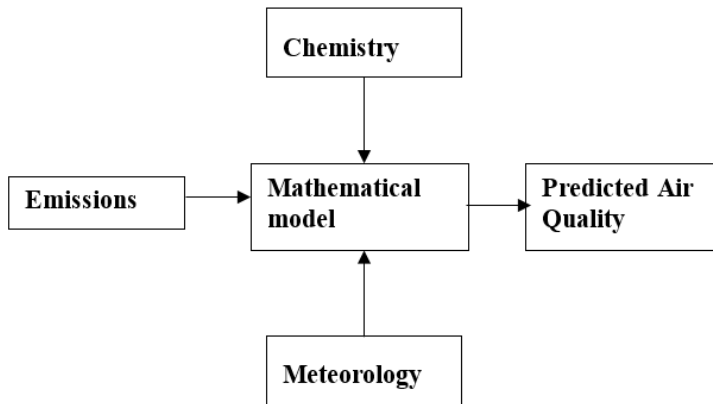 Chemistry
Emissions
Mathematical
model
Predicted Air
Quality
Meteorology